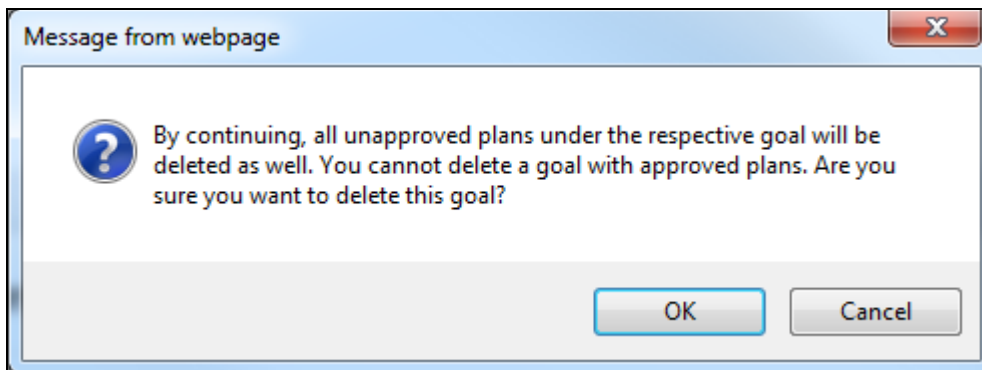 Message from webpage
By continuing, all unapproved plans under the respective goal will be
deleted as well. You cannot delete a goal with approved plans. Are you
sure you want to delete this goal?
OK
Cancel